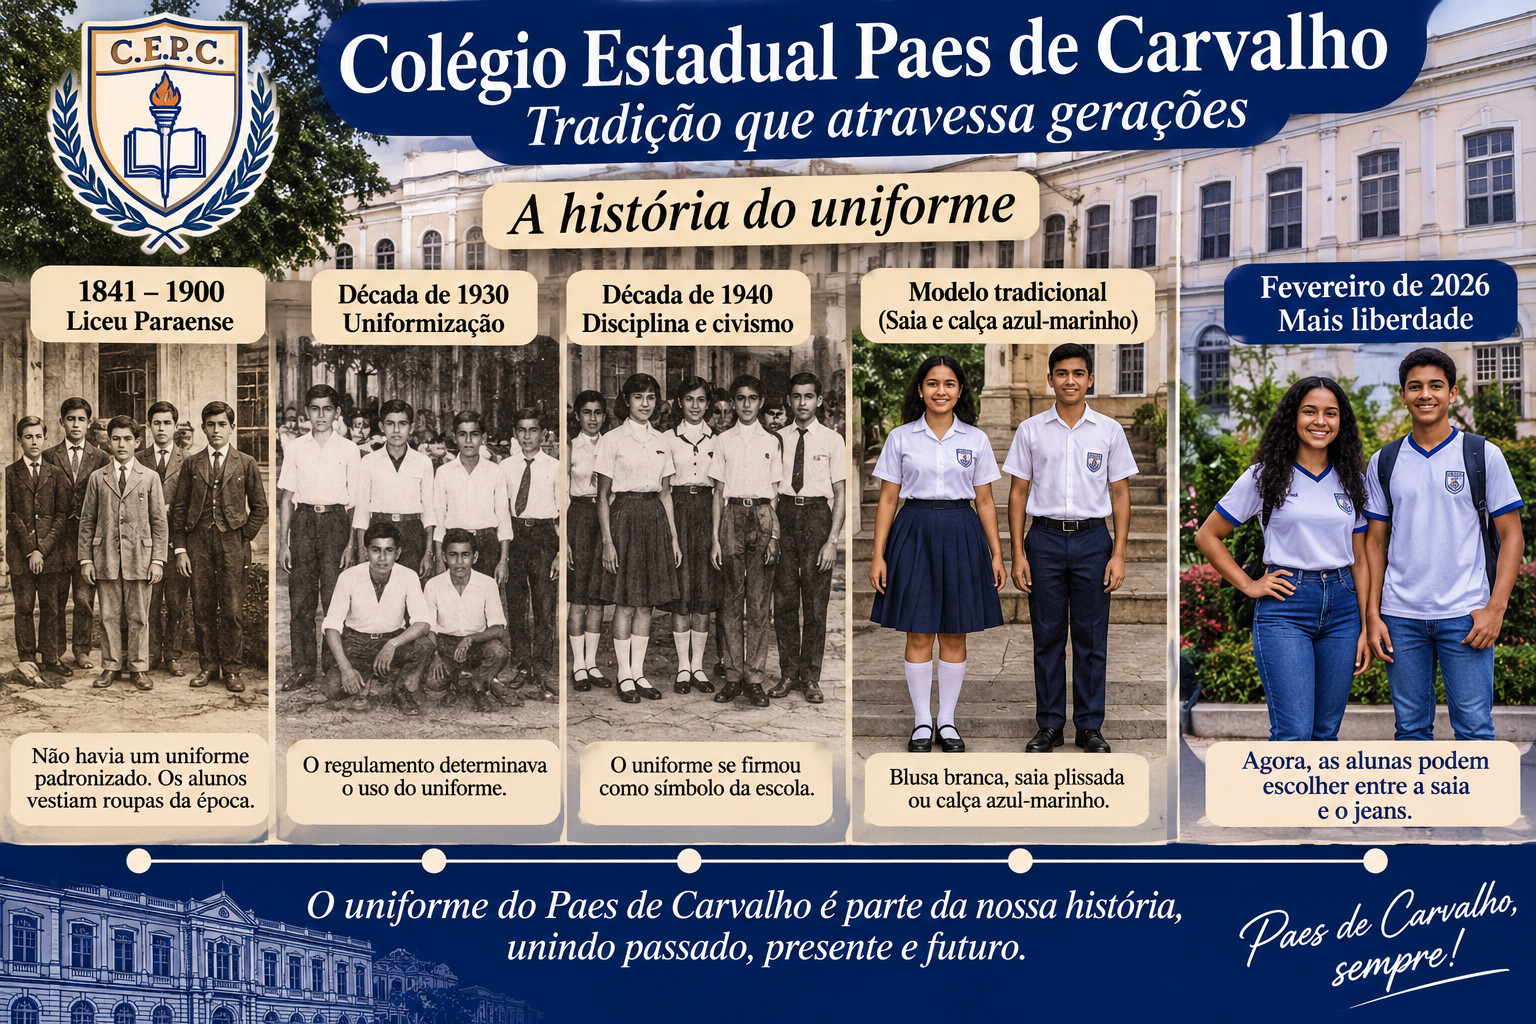 C.E.P.C.
Colégio Estadual Paes de Carvalho
Tradição que atravessa gerações
A história do uniforme
1841 – 1900
Liceu Paraense
Década de 1930
Uniformização
Década de 1940
Disciplina e civismo
Modelo tradicional
(Saia e calça azul-marinho)
Fevereiro de 2026
Mais liberdade
Não havia um uniforme
padronizado. Os alunos
vestiam roupas da época.
O regulamento determinava
o uso do uniforme.
O uniforme se firmou
como símbolo da escola.
Blusa branca, saia plissada
ou calça azul-marinho.
Agora, as alunas podem
escolher entre a saia
e o jeans.
O uniforme do Paes de Carvalho é parte da nossa história,
unindo passado, presente e futuro.
Paes de Carvalho,
sempre!